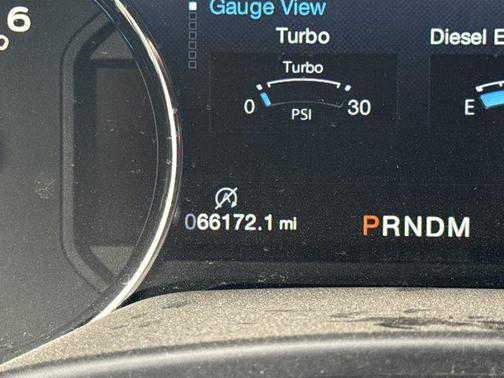 6
Gauge View
Turbo
Diesel E
Turbo
0 30
PSI
E
A
066172.1 mi
PRNDM